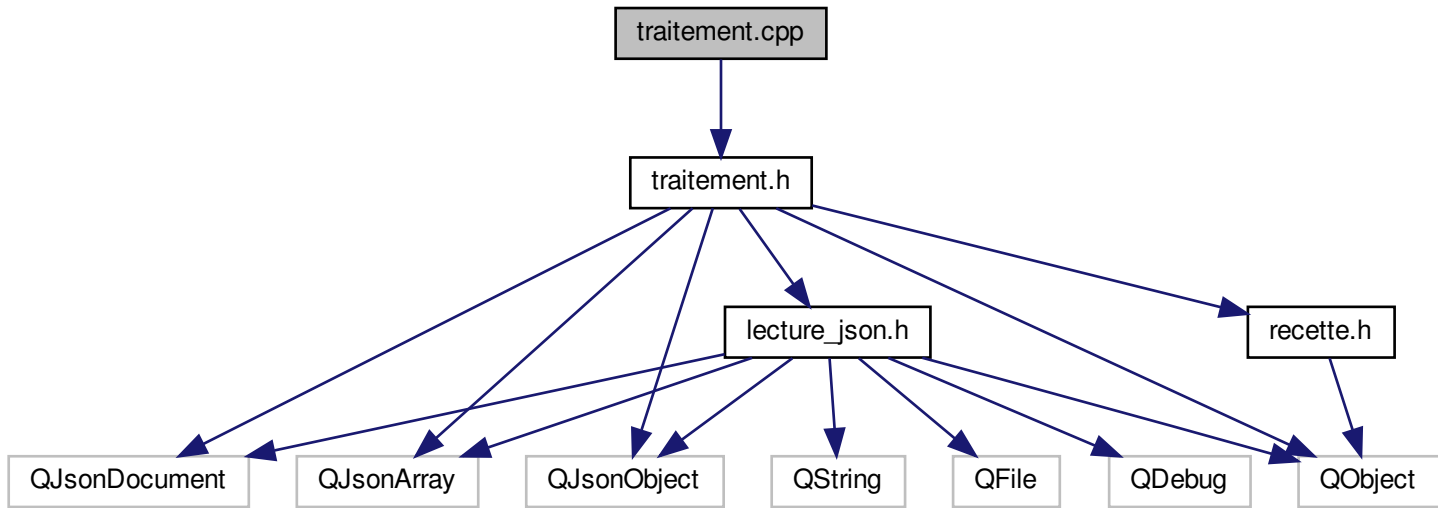 traitement.cpp
traitement.h
lecture_json.h
recette.h
QJsonDocument
QJsonArray
QJsonObject
QString
QFile
QDebug
QObject